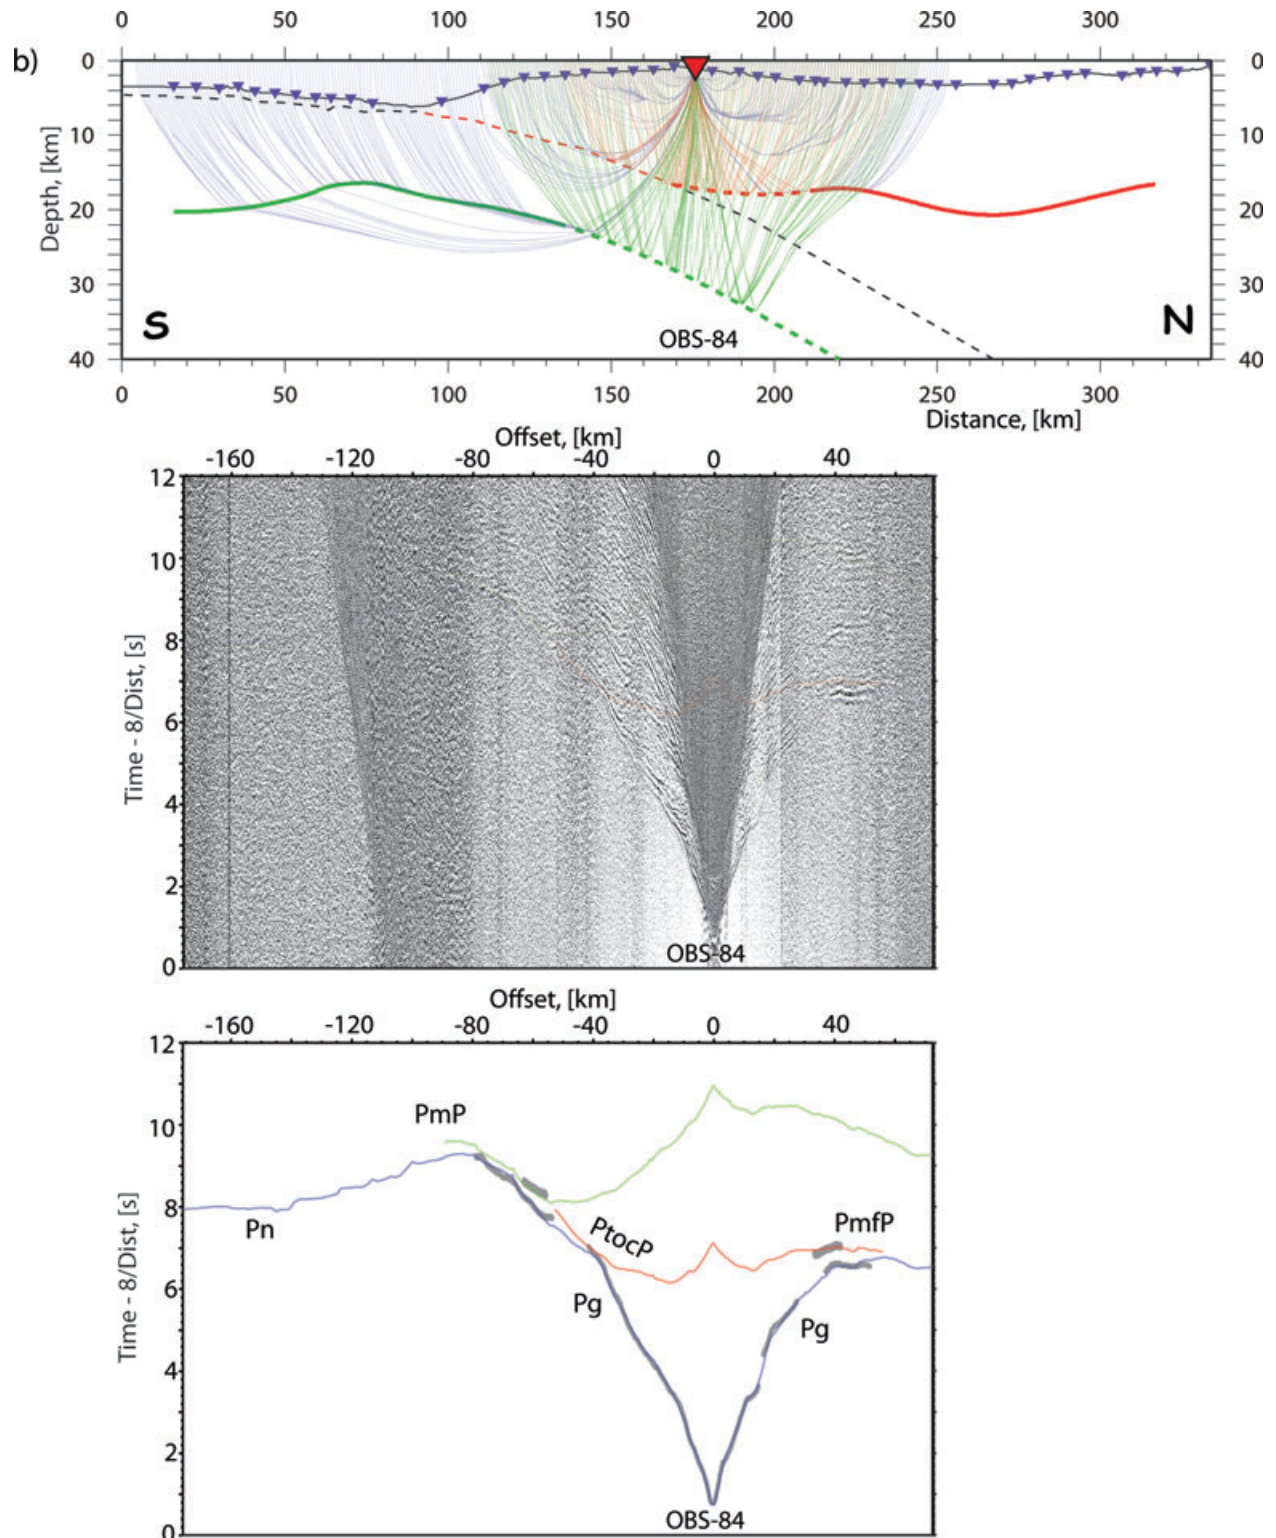 0 50 100 150 200 250 300
b)
0 0
10 10
20 20
30 30
40 40
Depth, [km]
S N
OBS-84
0 50 100 150 200 250 300
Distance, [km]
Offset, [km]
-160 -120 -80 -40 0 40
12
10
8
6
4
2
0
Time - 8/Dist, [s]
OBS-84
Offset, [km]
-160 -120 -80 -40 0 40
12
10
8
6
4
2
0
Time - 8/Dist, [s]
PmP
Pn
PtocP
PmfP
Pg
Pg
OBS-84